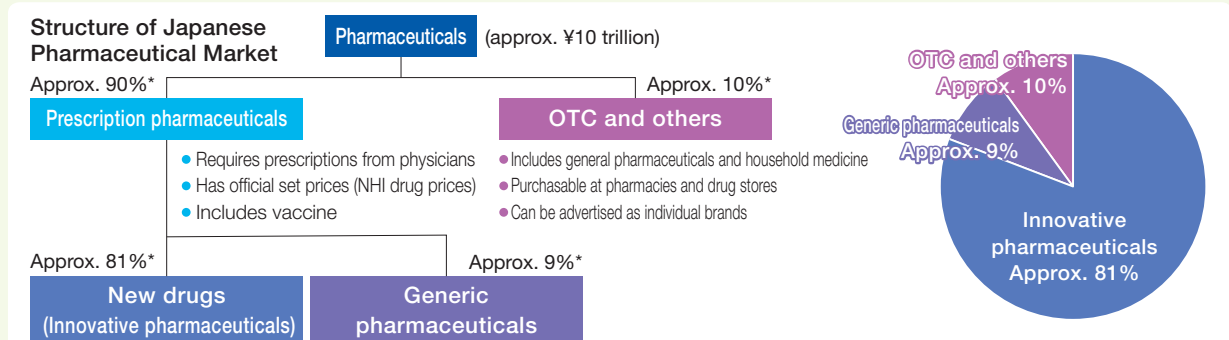 Structure of Japanese
Pharmaceutical Market
Pharmaceuticals (approx. ¥10 trillion)
Approx. 90%*
Approx. 10%*
Prescription pharmaceuticals
OTC and others
● Requires prescriptions from physicians
● Has official set prices (NHI drug prices)
● Includes vaccine
● Includes general pharmaceuticals and household medicine
● Purchasable at pharmacies and drug stores
● Can be advertised as individual brands
Approx. 81%*
Approx. 9%*
New drugs
(Innovative pharmaceuticals)
Generic
pharmaceuticals
OTC and others
Approx. 10%
Generic pharmaceuticals
Approx. 9%
Innovative
pharmaceuticals
Approx. 81%